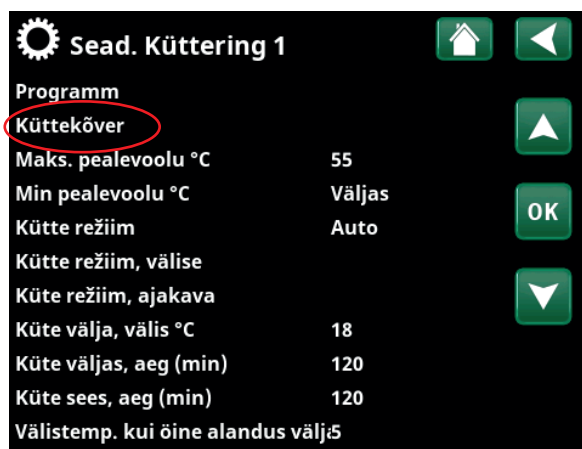 Sead. Küttering 1
Programm
Küttekõver
Maks. pealevoolu °C 55
Min pealevoolu °C Väljas
Kütte režiim Auto
OK
Kütte režiim, välise
Küte režiim, ajakava
Küte välja, välis °C 18
Küte väljas, aeg (min) 120
Küte sees, aeg (min) 120
Välistemp. kui öine alandus välja 5